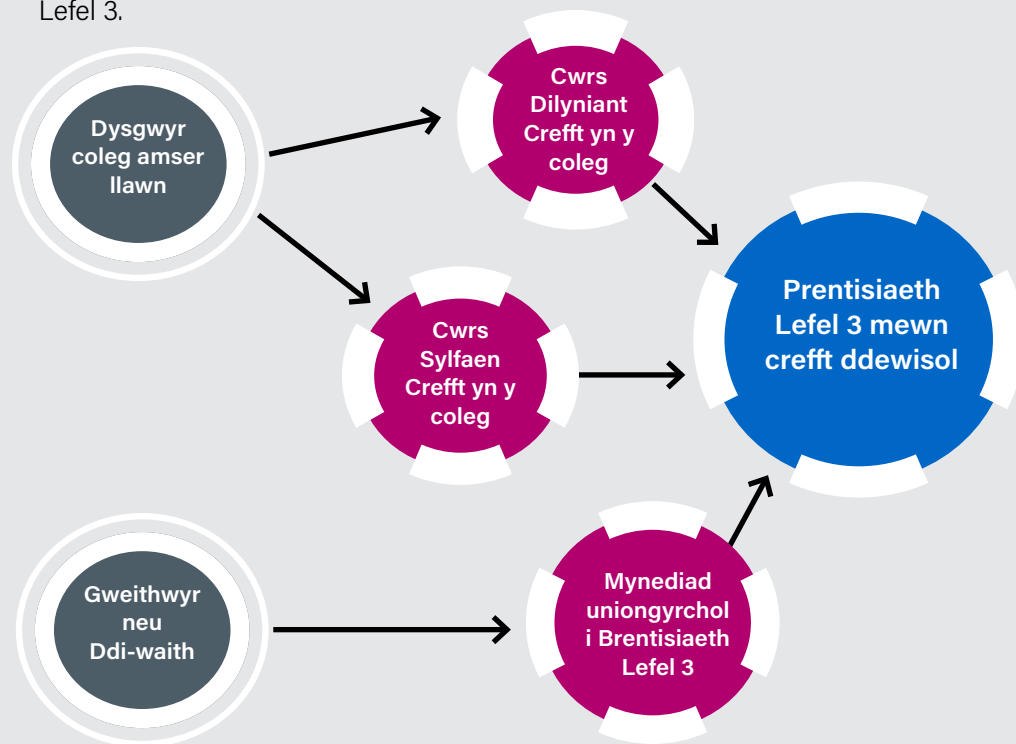 Lefel 3.
Dysgwyr
coleg amser
llawn
Cwrs
Dilyniant
Crefft yn y
coleg
Cwrs
Sylfaen
Crefft yn y
coleg
Prentisiaeth
Lefel 3 mewn
crefft ddewisol
Gweithwyr
neu
Ddi-waith
Mynediad
uniongyrchol
i Brentisiaeth
Lefel 3